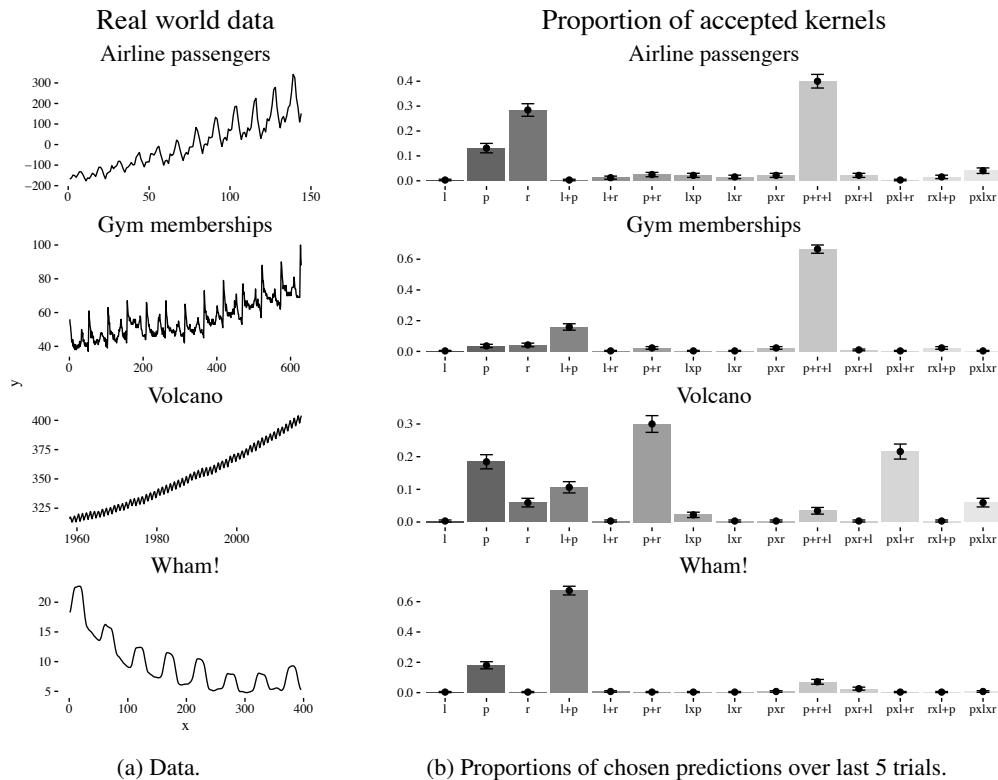 Real world data
Airline passengers
300
200
100
0
−100
−200
0 50 100 150
Gym memberships
100
80
60
40
0 200 400 600
y
Volcano
400
375
350
325
1960 1980 2000
Wham!
20
15
10
5
0 100 200 300 400
x
(a) Data.
Proportion of accepted kernels
Airline passengers
0.4
0.3
0.2
0.1
0.0
l p r l+p l+r p+r lxp lxr pxr p+r+l pxr+l pxl+r rxl+p pxlxr
Gym memberships
0.6
0.4
0.2
0.0
l p r l+p l+r p+r lxp lxr pxr p+r+l pxr+l pxl+r rxl+p pxlxr
Volcano
0.3
0.2
0.1
0.0
l p r l+p l+r p+r lxp lxr pxr p+r+l pxr+l pxl+r rxl+p pxlxr
Wham!
0.6
0.4
0.2
0.0
l p r l+p l+r p+r lxp lxr pxr p+r+l pxr+l pxl+r rxl+p pxlxr
(b) Proportions of chosen predictions over last 5 trials.